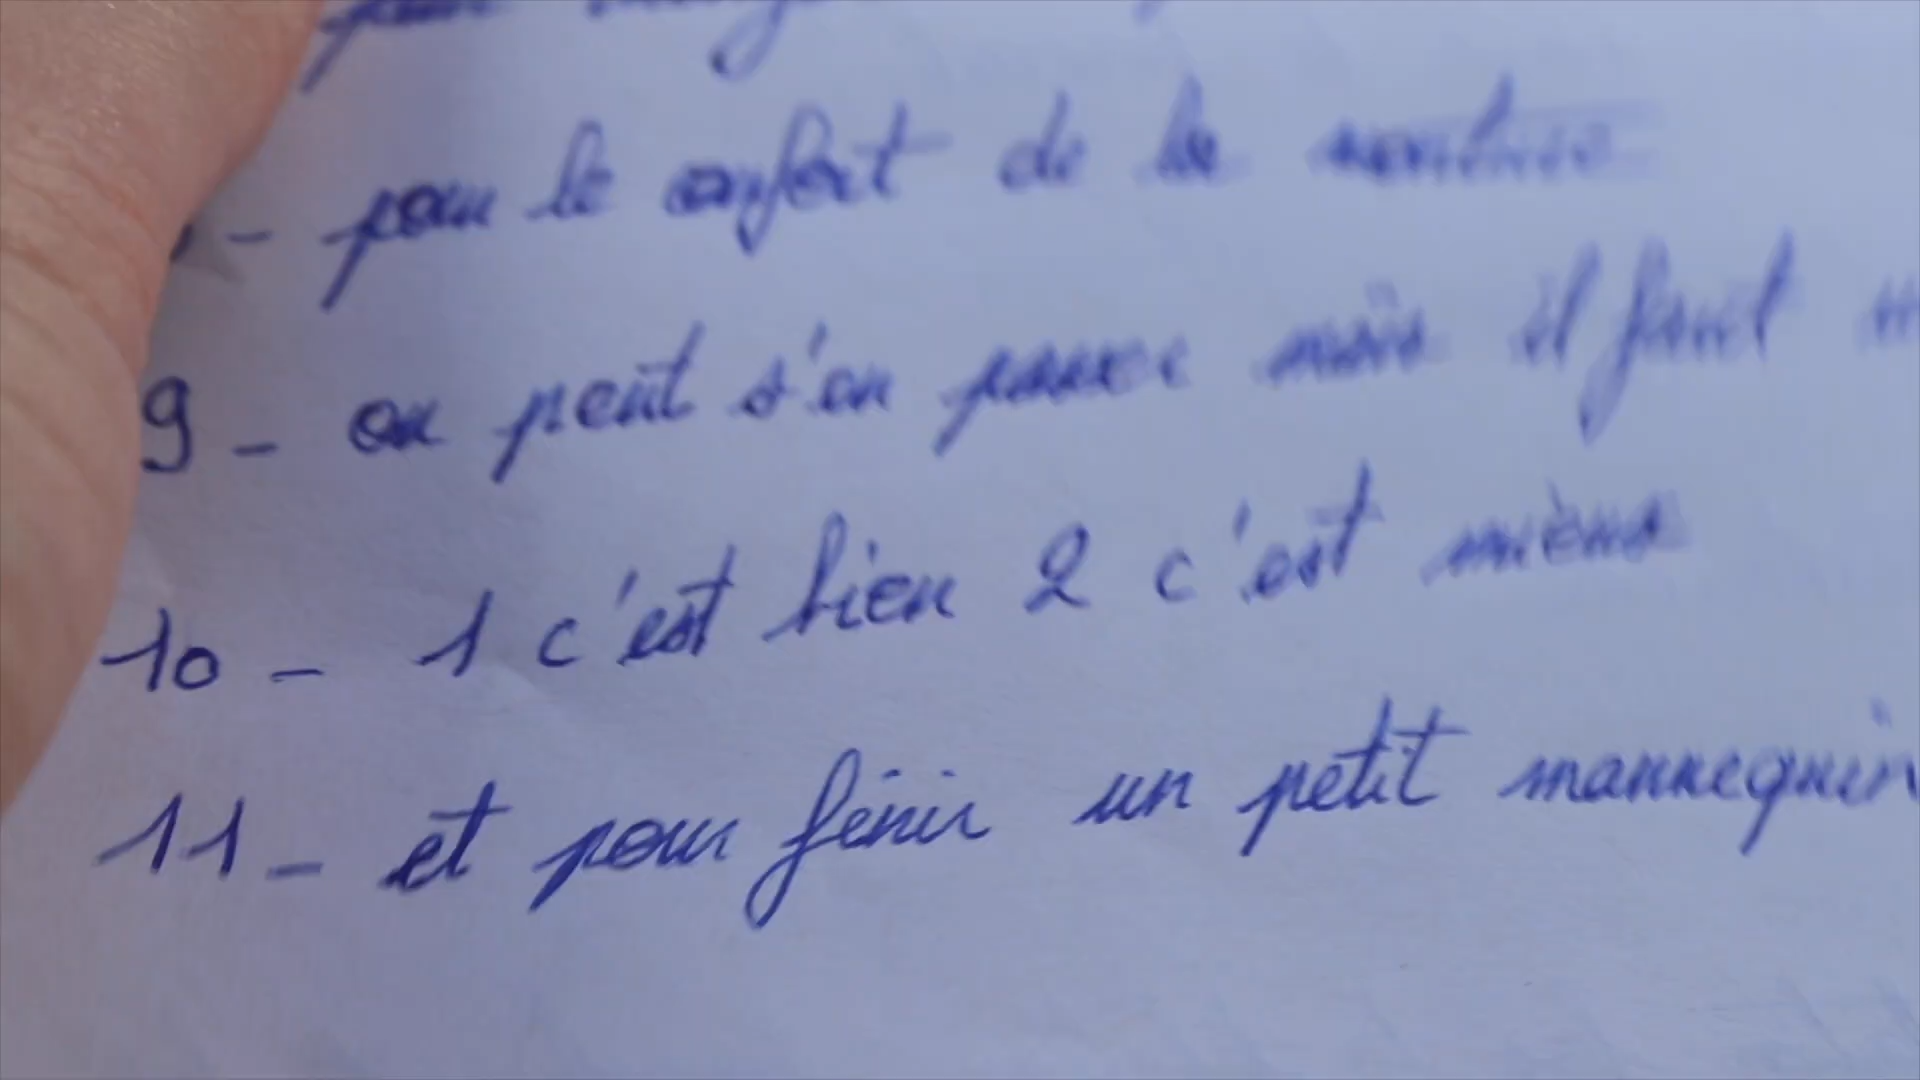 - pour le confort de la
9 - on peut s'en passer mais il faut
10 - 1 c'est bien 2 c'est mieux
11 - et pour finir un petit mannequin